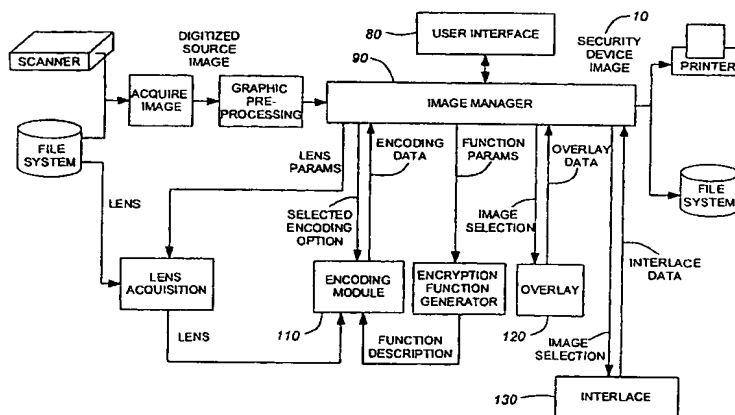 80
USER INTERFACE
10
SECURITY
DEVICE
IMAGE
PRINTER
SCANNER
DIGITIZED
SOURCE
IMAGE
90
ACQUIRE
IMAGE
GRAPHIC
PRE-
PROCESSING
IMAGE MANAGER
FILE
SYSTEM
LENS
LENS
PARAMS
ENCODING
DATA
SELECTED
ENCODING
OPTION
FUNCTION
PARAMS
IMAGE
SELECTION
OVERLAY
DATA
INTERLACE
DATA
FILE
SYSTEM
LENS
ACQUISITION
ENCODING
MODULE
110
ENCRYPTION
FUNCTION
GENERATOR
OVERLAY
120
LENS
FUNCTION
DESCRIPTION
IMAGE
SELECTION
130
INTERLACE